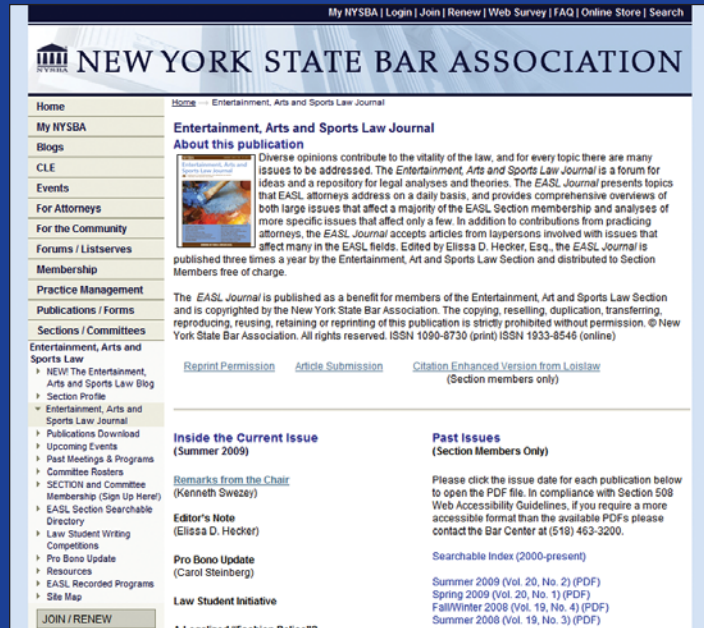 My NYSBA | Login | Join | Renew | Web Survey | FAQ | Online Store | Search
NYSBA
NEW YORK STATE BAR ASSOCIATION
Home
My NYSBA
Blogs
CLE
Events
For Attorneys
For the Community
Forums / Listserves
Membership
Practice Management
Publications / Forms
Sections / Committees
Entertainment, Arts and
Sports Law
NEW! The Entertainment,
Arts and Sports Law Blog
Section Profile
Entertainment, Arts and
Sports Law Journal
Publications Download
Upcoming Events
Past Meetings & Programs
Committee Rosters
SECTION and Committee
Membership (Sign Up Here!)
EASL Section Searchable
Directory
Law Student Writing
Competitions
Pro Bono Update
Resources
EASL Recorded Programs
Site Map
JOIN / RENEW
Home → Entertainment, Arts and Sports Law Journal
Entertainment, Arts and Sports Law Journal
About this publication
Entertainment, Arts and
Sports Law Journal
Diverse opinions contribute to the vitality of the law, and for every topic there are many
issues to be addressed. The Entertainment, Arts and Sports Law Journal is a forum for
ideas and a repository for legal analyses and theories. The EASL Journal presents topics
that EASL attorneys address on a daily basis, and provides comprehensive overviews of
both large issues that affect a majority of the EASL Section membership and analyses of
more specific issues that affect only a few. In addition to contributions from practicing
attorneys, the EASL Journal accepts articles from laypersons involved with issues that
affect many in the EASL fields. Edited by Elissa D. Hecker, Esq., the EASL Journal is
published three times a year by the Entertainment, Art and Sports Law Section and distributed to Section
Members free of charge.
The EASL Journal is published as a benefit for members of the Entertainment, Art and Sports Law Section
and is copyrighted by the New York State Bar Association. The copying, reselling, duplication, transferring,
reproducing, reusing, retaining or reprinting of this publication is strictly prohibited without permission. © New
York State Bar Association. All rights reserved. ISSN 1090-8730 (print) ISSN 1933-8546 (online)
Reprint Permission Article Submission Citation Enhanced Version from Loislaw
(Section members only)
Inside the Current Issue
(Summer 2009)
Remarks from the Chair
(Kenneth Swezey)
Editor's Note
(Elissa D. Hecker)
Pro Bono Update
(Carol Steinberg)
Law Student Initiative
Past Issues
(Section Members Only)
Please click the issue date for each publication below
to open the PDF file. In compliance with Section 508
Web Accessibility Guidelines, if you require a more
accessible format than the available PDFs please
contact the Bar Center at (518) 463-3200.
Searchable Index (2000-present)
Summer 2009 (Vol. 20, No. 2) (PDF)
Spring 2009 (Vol. 20, No. 1) (PDF)
Fall/Winter 2008 (Vol. 19, No. 4) (PDF)
Summer 2008 (Vol. 19, No. 3) (PDF)